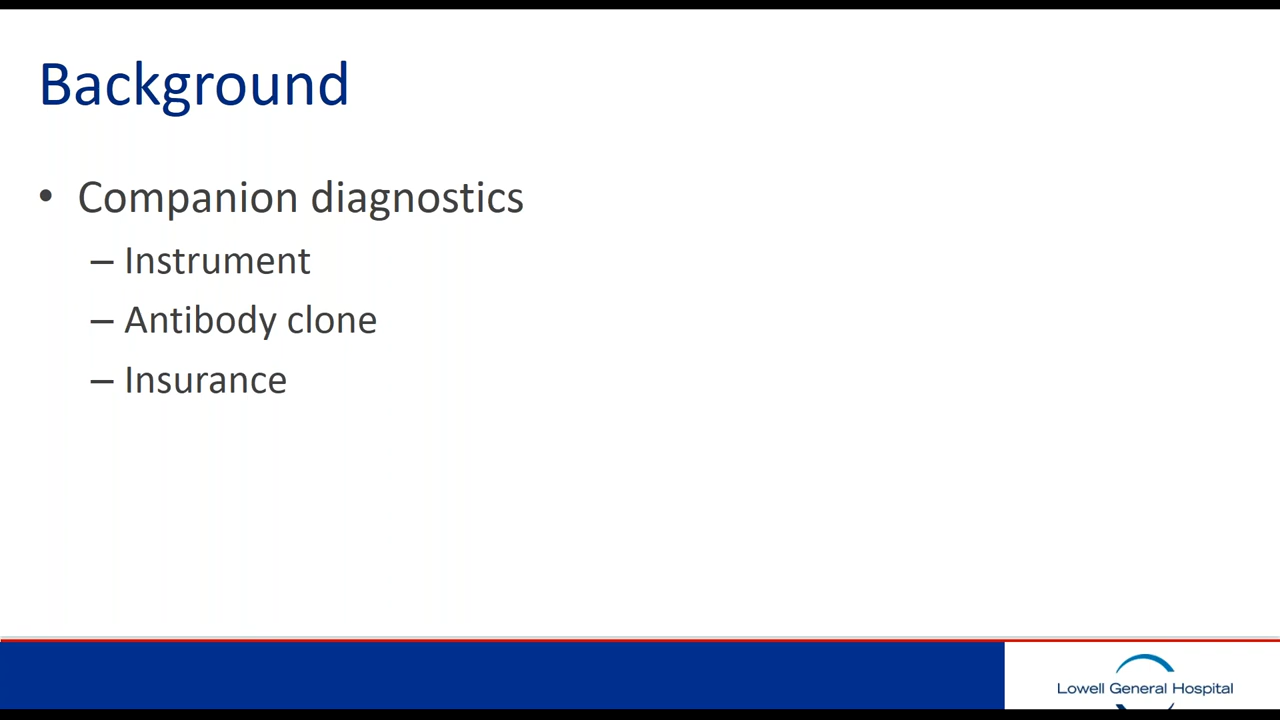 Background
• Companion diagnostics
– Instrument
– Antibody clone
– Insurance
Lowell General Hospital